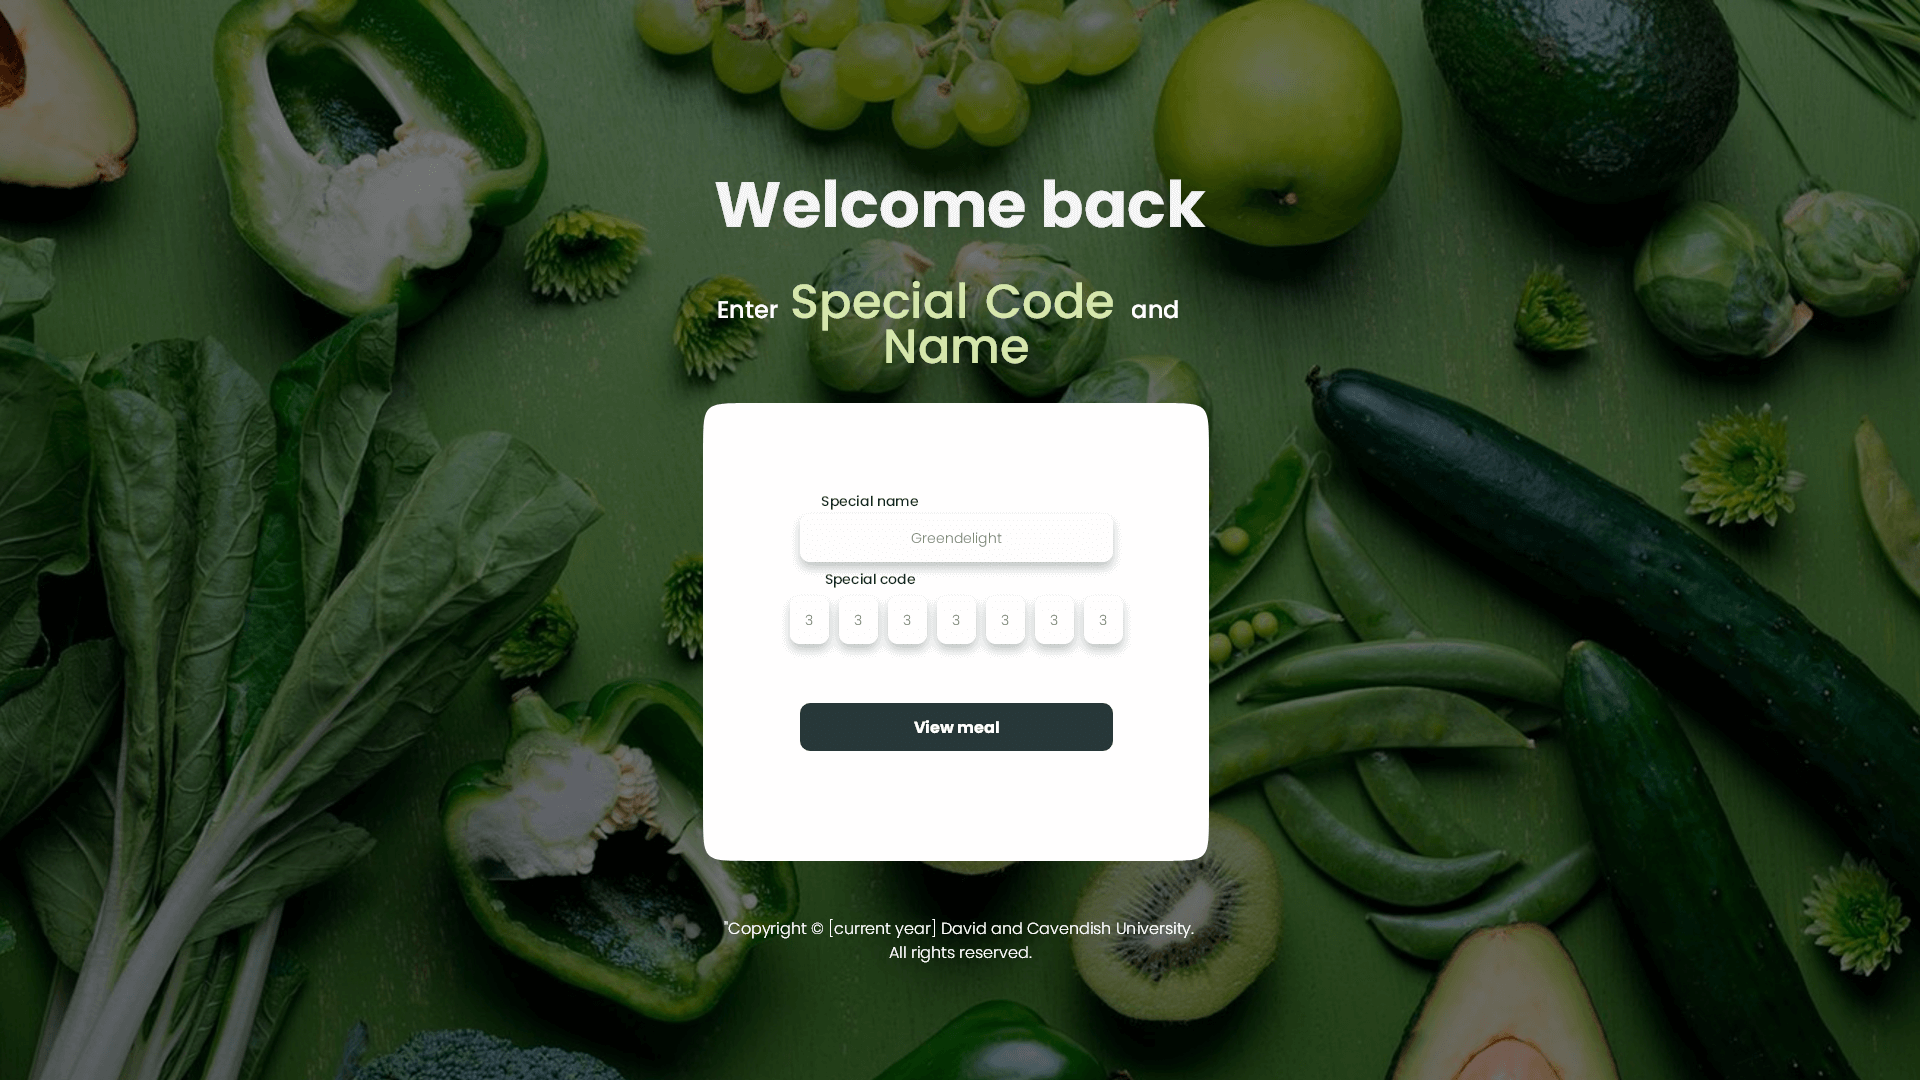 Welcome back
Enter Special Code and
Name
Special name
Greendelight
Special code
3 3 3 3 3 3 3
View meal
"Copyright © [current year] David and Cavendish University.
All rights reserved.